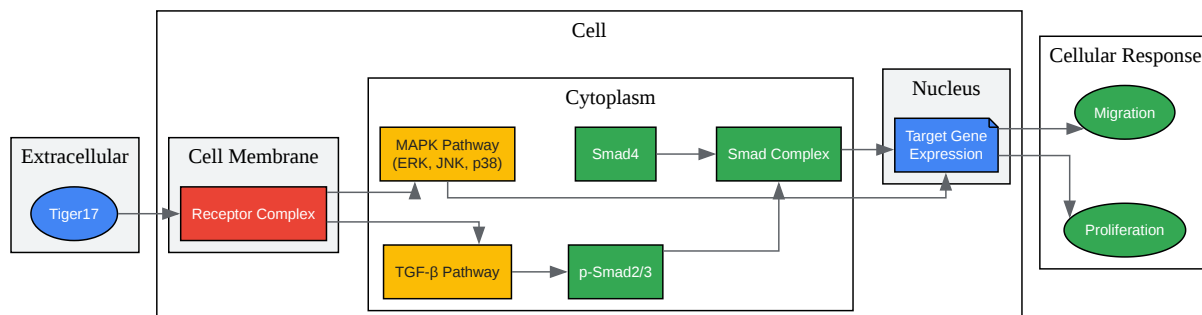 Cell
Cellular Response
Cytoplasm
Nucleus
Extracellular
Cell Membrane
MAPK Pathway
(ERK, JNK, p38)
Smad4
Smad Complex
Target Gene
Expression
Migration
Tiger17
Receptor Complex
TGF-β Pathway
p-Smad2/3
Proliferation